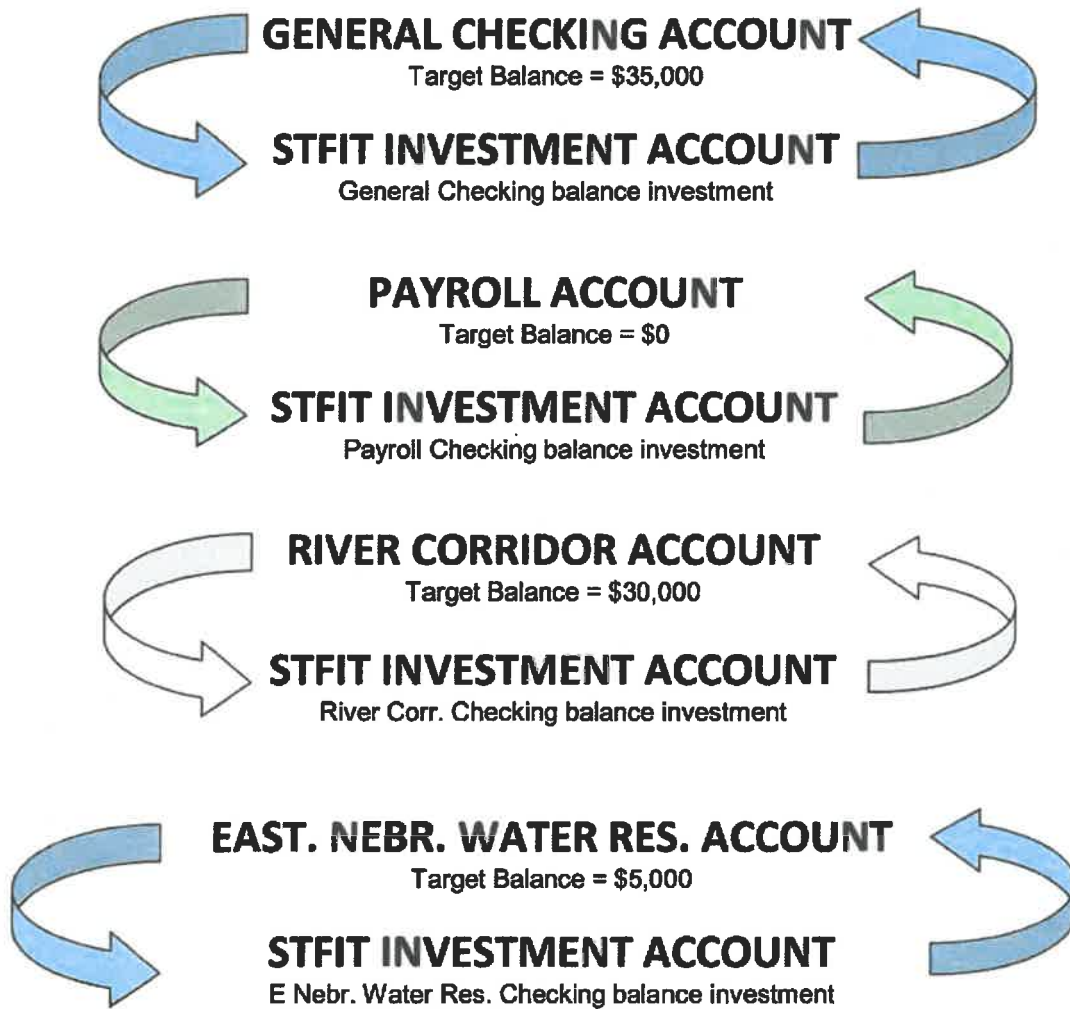 GENERAL CHECKING ACCOUNT
Target Balance = $35,000
STFIT INVESTMENT ACCOUNT
General Checking balance investment
PAYROLL ACCOUNT
Target Balance = $0
STFIT INVESTMENT ACCOUNT
Payroll Checking balance investment
RIVER CORRIDOR ACCOUNT
Target Balance = $30,000
STFIT INVESTMENT ACCOUNT
River Corr. Checking balance investment
EAST. NEBR. WATER RES. ACCOUNT
Target Balance = $5,000
STFIT INVESTMENT ACCOUNT
E Nebr. Water Res. Checking balance investment